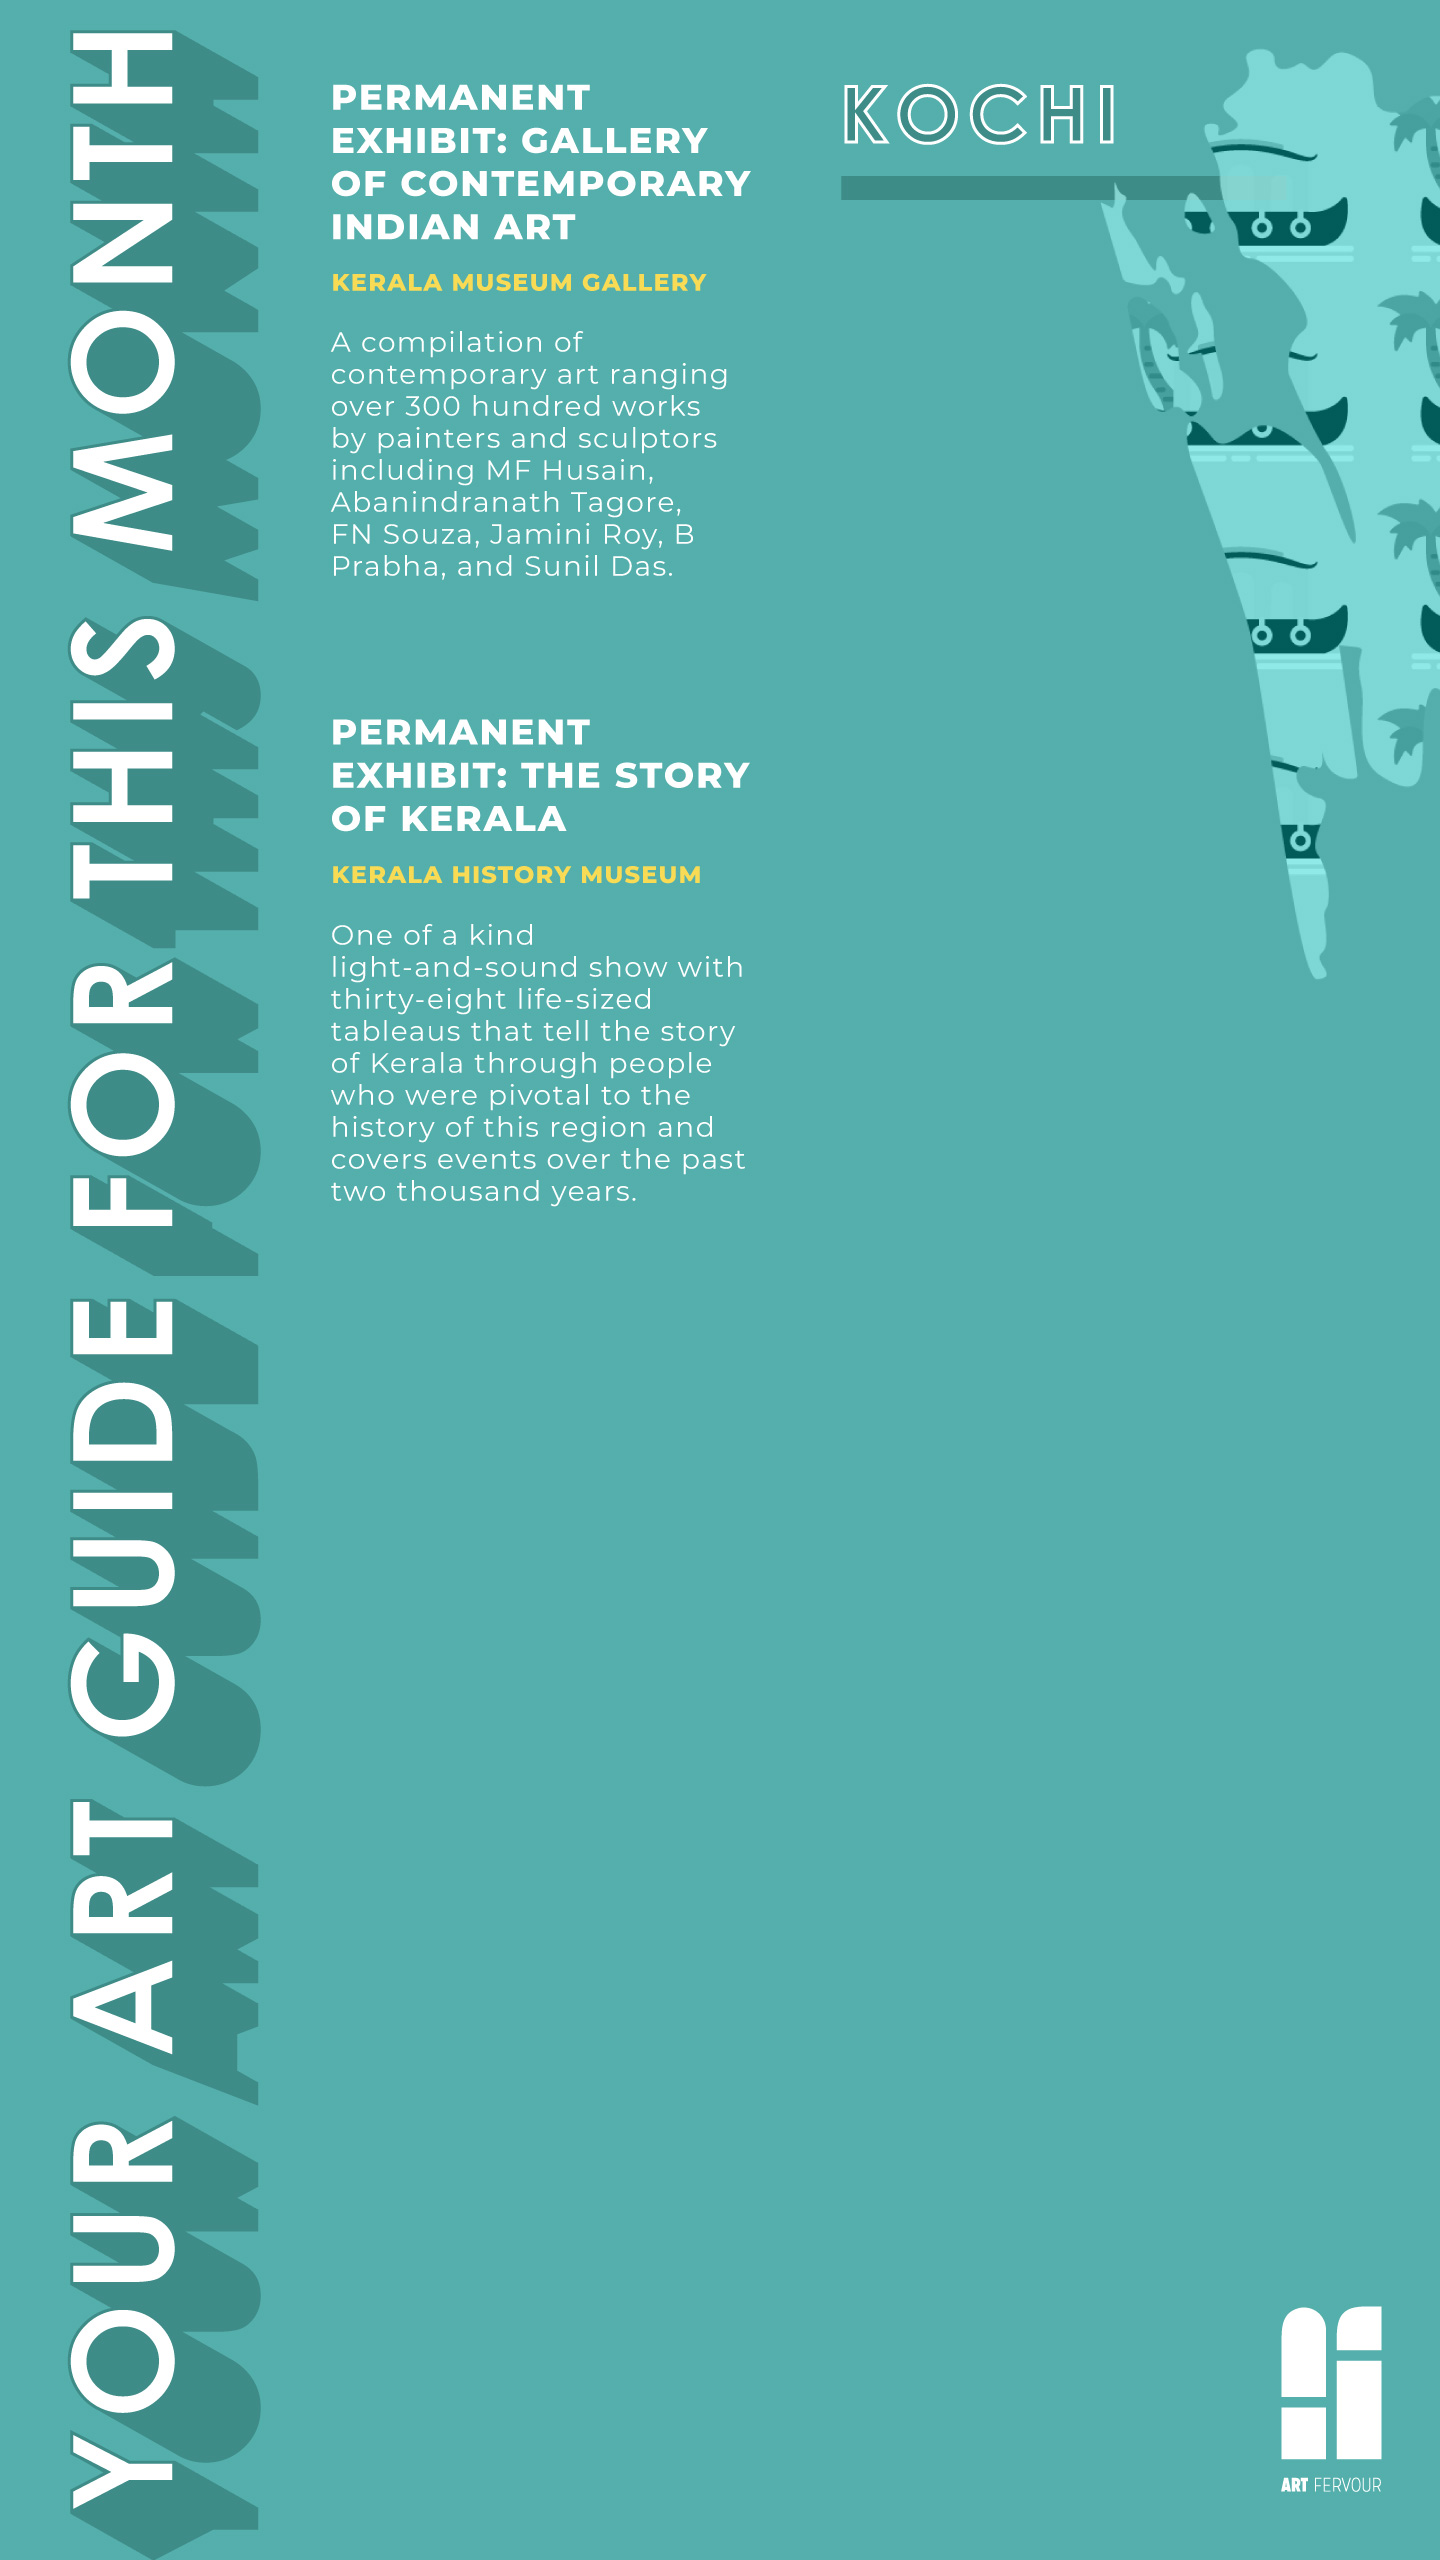 YOUR ART GUIDE FOR THIS MONTH
KOCHI
PERMANENT
EXHIBIT: GALLERY
OF CONTEMPORARY
INDIAN ART
KERALA MUSEUM GALLERY
A compilation of
contemporary art ranging
over 300 hundred works
by painters and sculptors
including MF Husain,
Abanindranath Tagore,
FN Souza, Jamini Roy, B
Prabha, and Sunil Das.
PERMANENT
EXHIBIT: THE STORY
OF KERALA
KERALA HISTORY MUSEUM
One of a kind
light-and-sound show with
thirty-eight life-sized
tableaus that tell the story
of Kerala through people
who were pivotal to the
history of this region and
covers events over the past
two thousand years.
ART FERVOUR